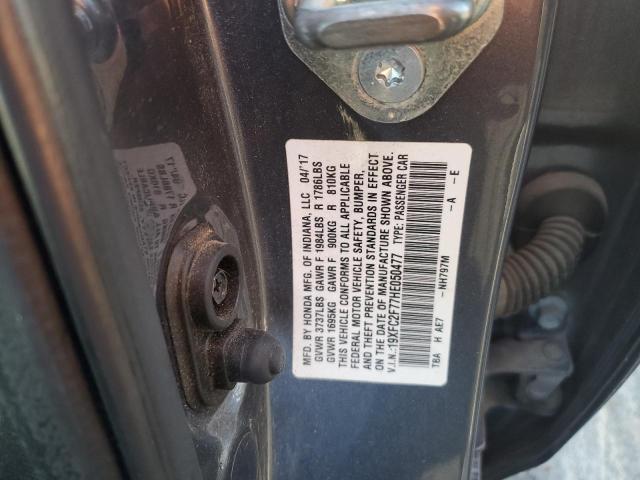 MFD. BY HONDA MFG. OF INDIANA, LLC 04/'17
GVWR 3737LBS GAWR F 1984LBS R 1786LBS
GVWR 1695KG GAWR F 900KG R 810KG
THIS VEHICLE CONFORMS TO ALL APPLICABLE
FEDERAL MOTOR VEHICLE SAFETY, BUMPER,
AND THEFT PREVENTION STANDARDS IN EFFECT
ON THE DATE OF MANUFACTURE SHOWN ABOVE.
V.I.N.:19XFC2F77HE050477 TYPE: PASSENGER CAR
-NH797M
TBA H AE7 -A -E